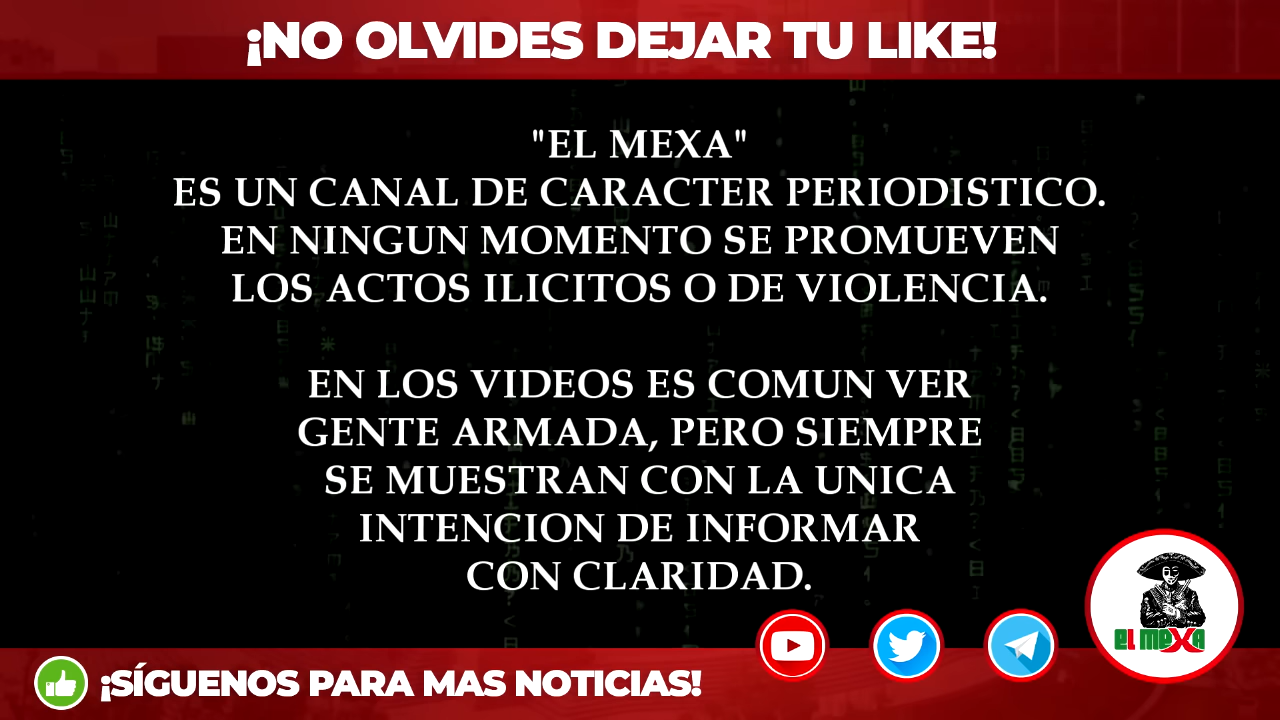 ¡NO OLVIDES DEJAR TU LIKE!
"EL MEXA"
ES UN CANAL DE CARACTER PERIODISTICO.
EN NINGUN MOMENTO SE PROMUEVEN
LOS ACTOS ILICITOS O DE VIOLENCIA.
EN LOS VIDEOS ES COMUN VER
GENTE ARMADA, PERO SIEMPRE
SE MUESTRAN CON LA UNICA
INTENCION DE INFORMAR
CON CLARIDAD.
EL MEXA
¡SÍGUENOS PARA MAS NOTICIAS!